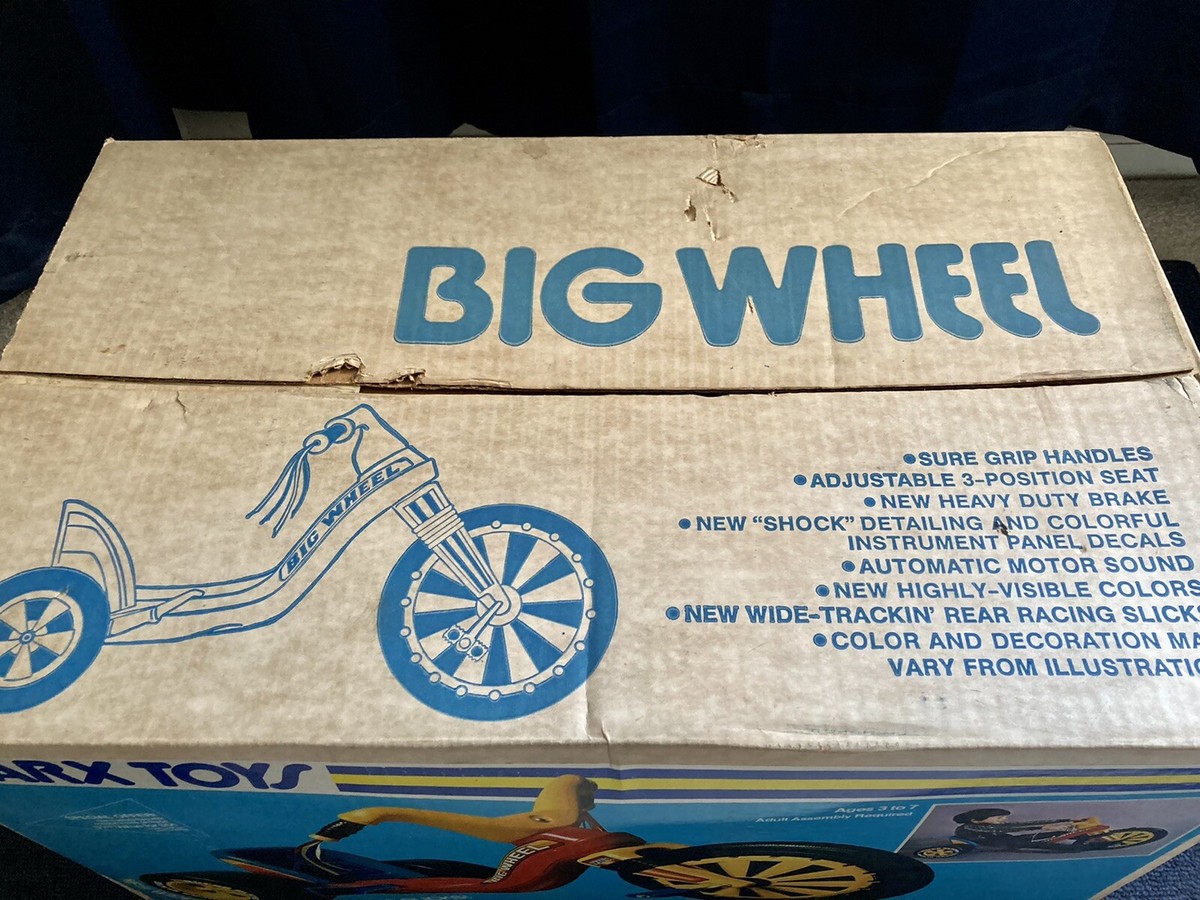 BIG WHEEL
BIG WHEEL
•SURE GRIP HANDLES
•ADJUSTABLE 3-POSITION SEAT
•NEW HEAVY DUTY BRAKE
•NEW “SHOCK” DETAILING AND COLORFUL
INSTRUMENT PANEL DECALS
•AUTOMATIC MOTOR SOUND
•NEW HIGHLY-VISIBLE COLORS
•NEW WIDE-TRACKIN’ REAR RACING SLICKS
•COLOR AND DECORATION MA
VARY FROM ILLUSTRATIO
ARX TOYS
Ages 3 to 7
Adult Assembly Required
BIG WHEEL